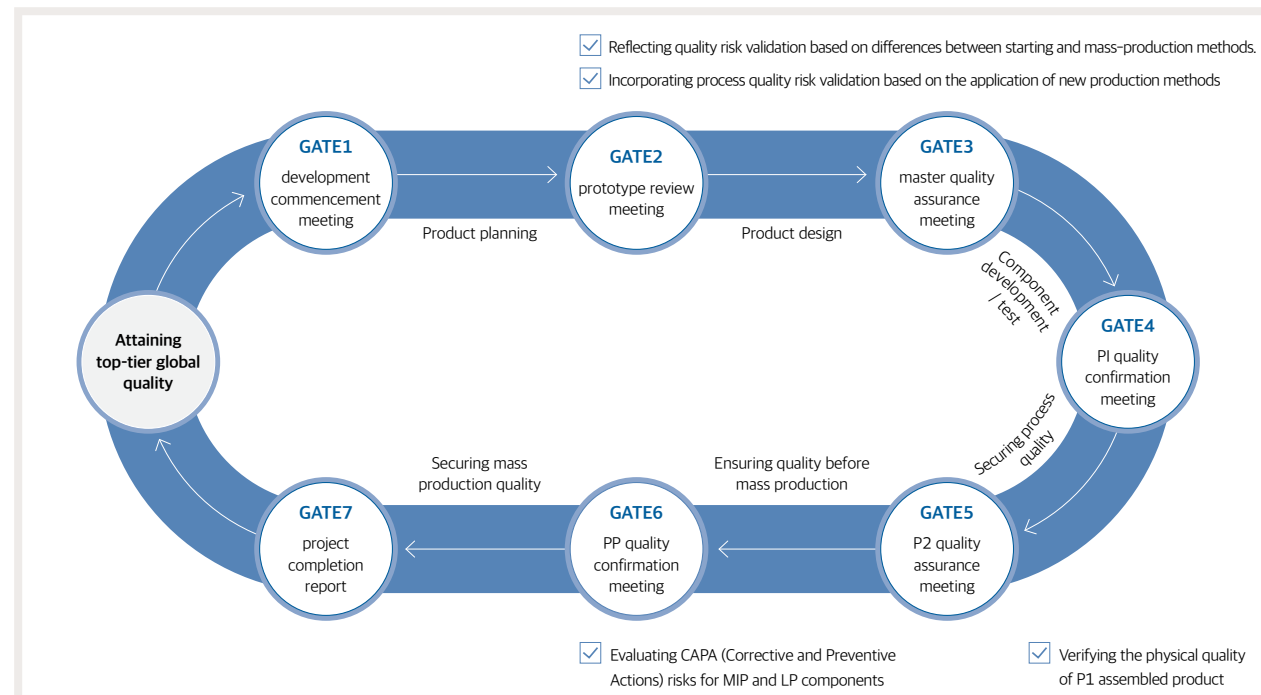 Reflecting quality risk validation based on differences between starting and mass-production methods.
Incorporating process quality risk validation based on the application of new production methods
GATE1
development
commencement
meeting
Product planning
GATE2
prototype review
meeting
Product design
GATE3
master quality
assurance
meeting
Component
development
/ test
GATE4
PI quality
confirmation
meeting
Securing process
quality
GATE5
P2 quality
assurance
meeting
Ensuring quality before
mass production
GATE6
PP quality
confirmation
meeting
Securing mass
production quality
GATE7
project
completion
report
Attaining
top-tier global
quality
Evaluating CAPA (Corrective and Preventive
Actions) risks for MIP and LP components
Verifying the physical quality
of P1 assembled product